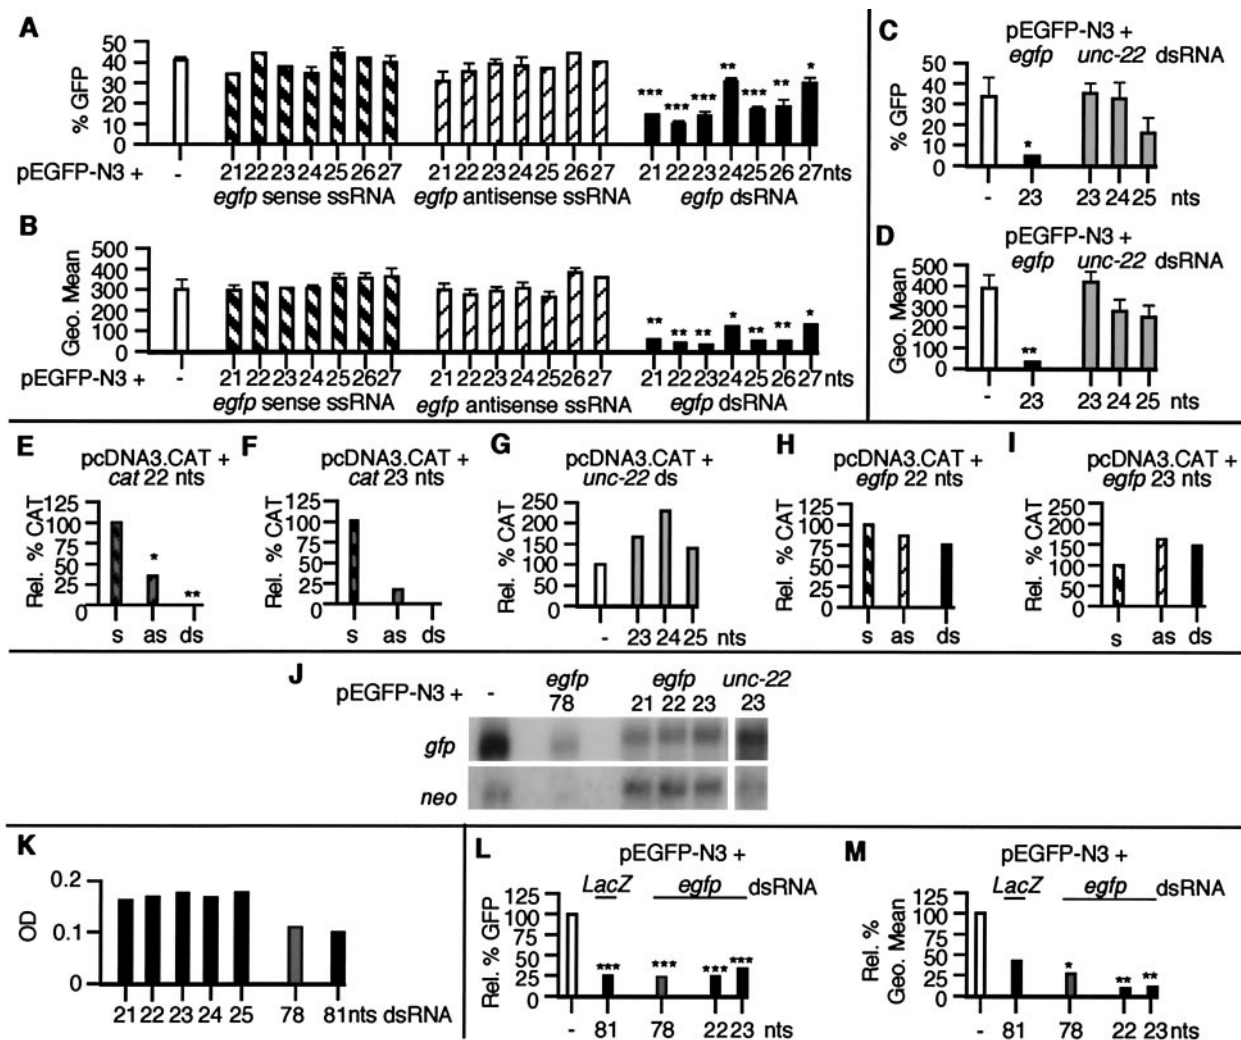 A
% GFP
50
40
30
20
10
0
*** *** *** ** *** ** *
pEGFP-N3 + - 21 22 23 24 25 26 27 21 22 23 24 25 26 27 21 22 23 24 25 26 27 nts
egfp sense ssRNA egfp antisense ssRNA egfp dsRNA
B
Geo. Mean
500
400
300
200
100
0
** ** ** * ** ** *
pEGFP-N3 + - 21 22 23 24 25 26 27 21 22 23 24 25 26 27 21 22 23 24 25 26 27 nts
egfp sense ssRNA egfp antisense ssRNA egfp dsRNA
C
pEGFP-N3 +
egfp unc-22 dsRNA
% GFP
50
40
30
20
10
0
*
- 23 23 24 25 nts
D
pEGFP-N3 +
egfp unc-22 dsRNA
Geo. Mean
500
400
300
200
100
0
**
- 23 23 24 25 nts
E
pcDNA3.CAT +
cat 22 nts
Rel. % CAT
125
100
75
50
25
0
* **
s as ds
F
pcDNA3.CAT +
cat 23 nts
Rel. % CAT
125
100
75
50
25
0
s as ds
G
pcDNA3.CAT +
unc-22 ds
Rel. % CAT
250
200
150
100
50
0
- 23 24 25 nts
H
pcDNA3.CAT +
egfp 22 nts
Rel. % CAT
125
100
75
50
25
0
s as ds
I
pcDNA3.CAT +
egfp 23 nts
Rel. % CAT
250
200
150
100
50
0
s as ds
J
egfp egfp unc-22
pEGFP-N3 + - 78 21 22 23 23
gfp
neo
K
OD
0.2
0.1
0
21 22 23 24 25 78 81 nts dsRNA
L
pEGFP-N3 +
LacZ egfp dsRNA
Rel. % GFP
125
100
75
50
25
0
*** *** *** ***
- 81 78 22 23 nts
M
pEGFP-N3 +
LacZ egfp dsRNA
Rel. %
Geo. Mean
125
100
75
50
25
0
* ** **
- 81 78 22 23 nts